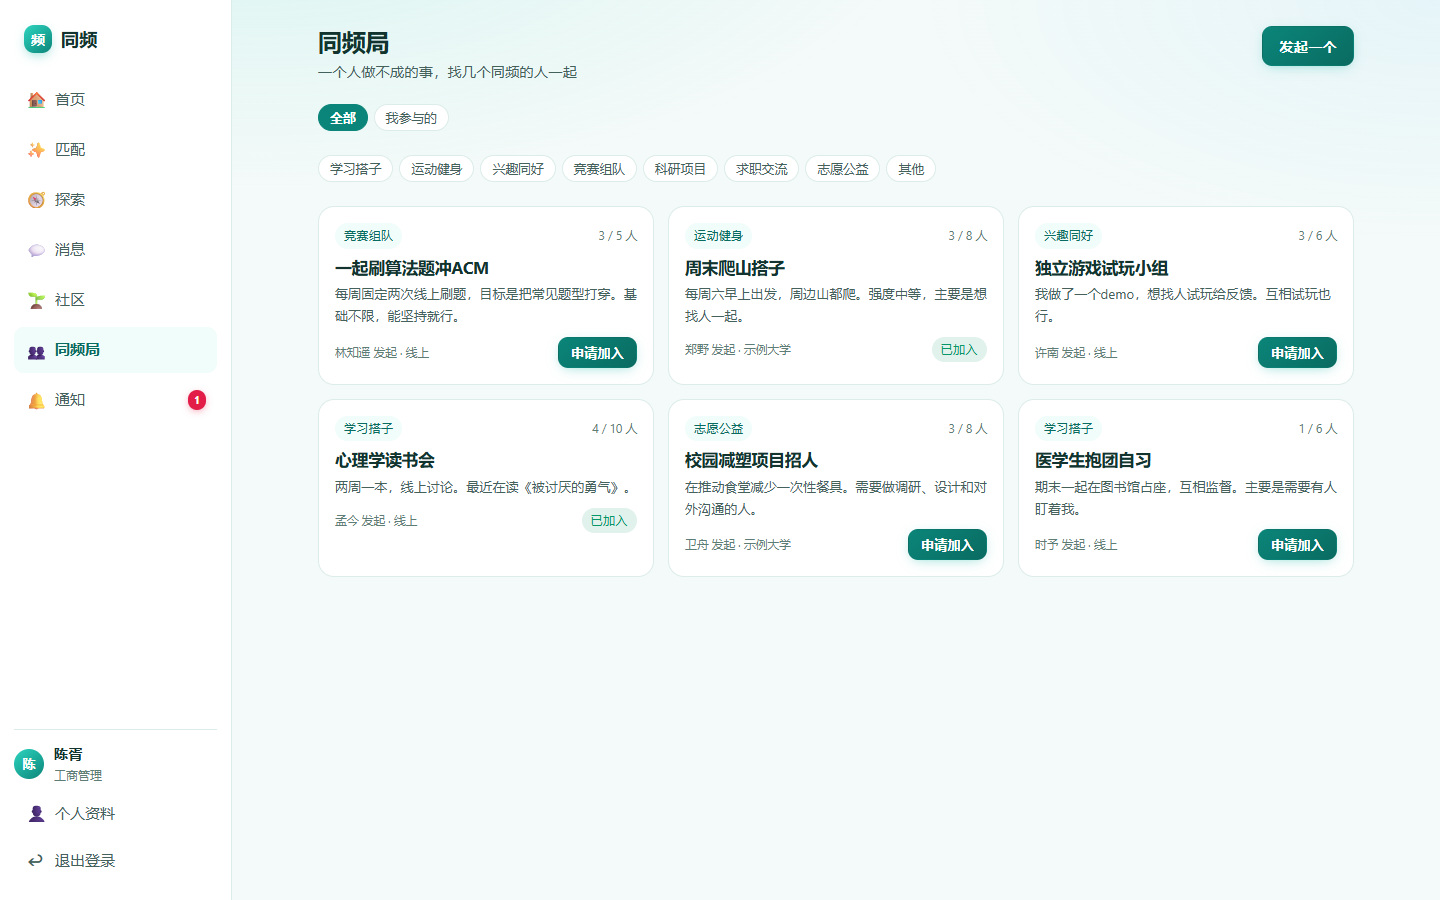 频 同频
首页
匹配
探索
消息
社区
同频局
通知 1
陈 陈胥
工商管理
个人资料
退出登录
同频局
一个人做不成的事，找几个同频的人一起
发起一个
全部 我参与的
学习搭子 运动健身 兴趣同好 竞赛组队 科研项目 求职交流 志愿公益 其他
竞赛组队 3 / 5 人
一起刷算法题冲ACM
每周固定两次线上刷题，目标是把常见题型打穿。基
础不限，能坚持就行。
林知遥 发起 · 线上 申请加入
运动健身 3 / 8 人
周末爬山搭子
每周六早上出发，周边山都爬。强度中等，主要是想
找人一起。
郑野 发起 · 示例大学 已加入
兴趣同好 3 / 6 人
独立游戏试玩小组
我做了一个demo，想找人试玩给反馈。互相试玩也
行。
许南 发起 · 线上 申请加入
学习搭子 4 / 10 人
心理学读书会
两周一本，线上讨论。最近在读《被讨厌的勇气》。
孟今 发起 · 线上 已加入
志愿公益 3 / 8 人
校园减塑项目招人
在推动食堂减少一次性餐具。需要做调研、设计和对
外沟通的人。
卫舟 发起 · 示例大学 申请加入
学习搭子 1 / 6 人
医学生抱团自习
期末一起在图书馆占座，互相监督。主要是需要有人
盯着我。
时予 发起 · 线上 申请加入